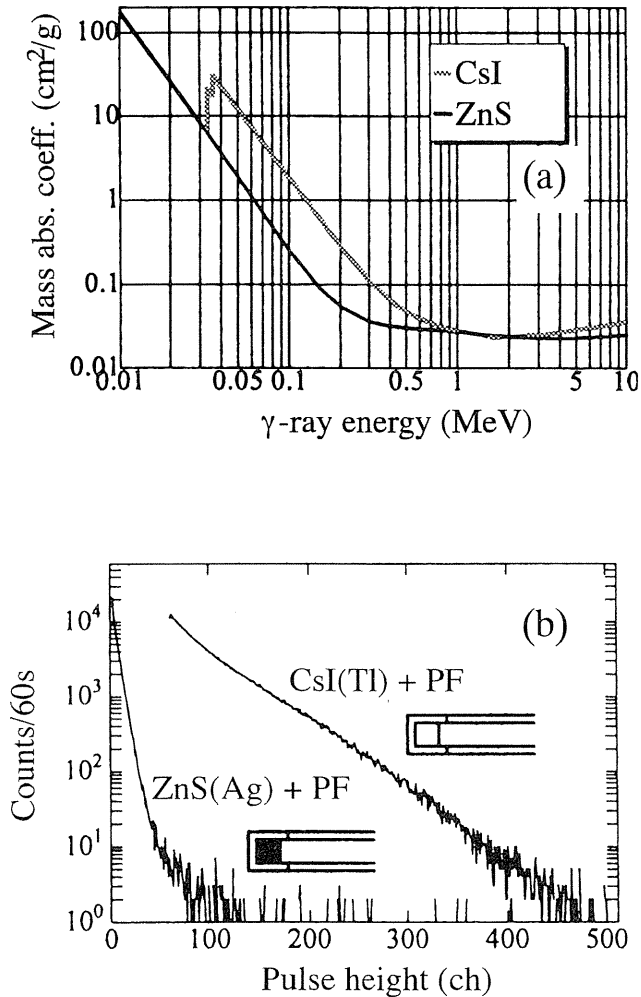 Mass abs. coeff. (cm²/g)
100
10
1
0.1
0.01
CsI
ZnS
(a)
0.01 0.05 0.1 0.5 1 5 10
γ-ray energy (MeV)
Counts/60s
10⁴
10³
10²
10¹
10⁰
(b)
CsI(Tl) + PF
ZnS(Ag) + PF
0 100 200 300 400 500
Pulse height (ch)